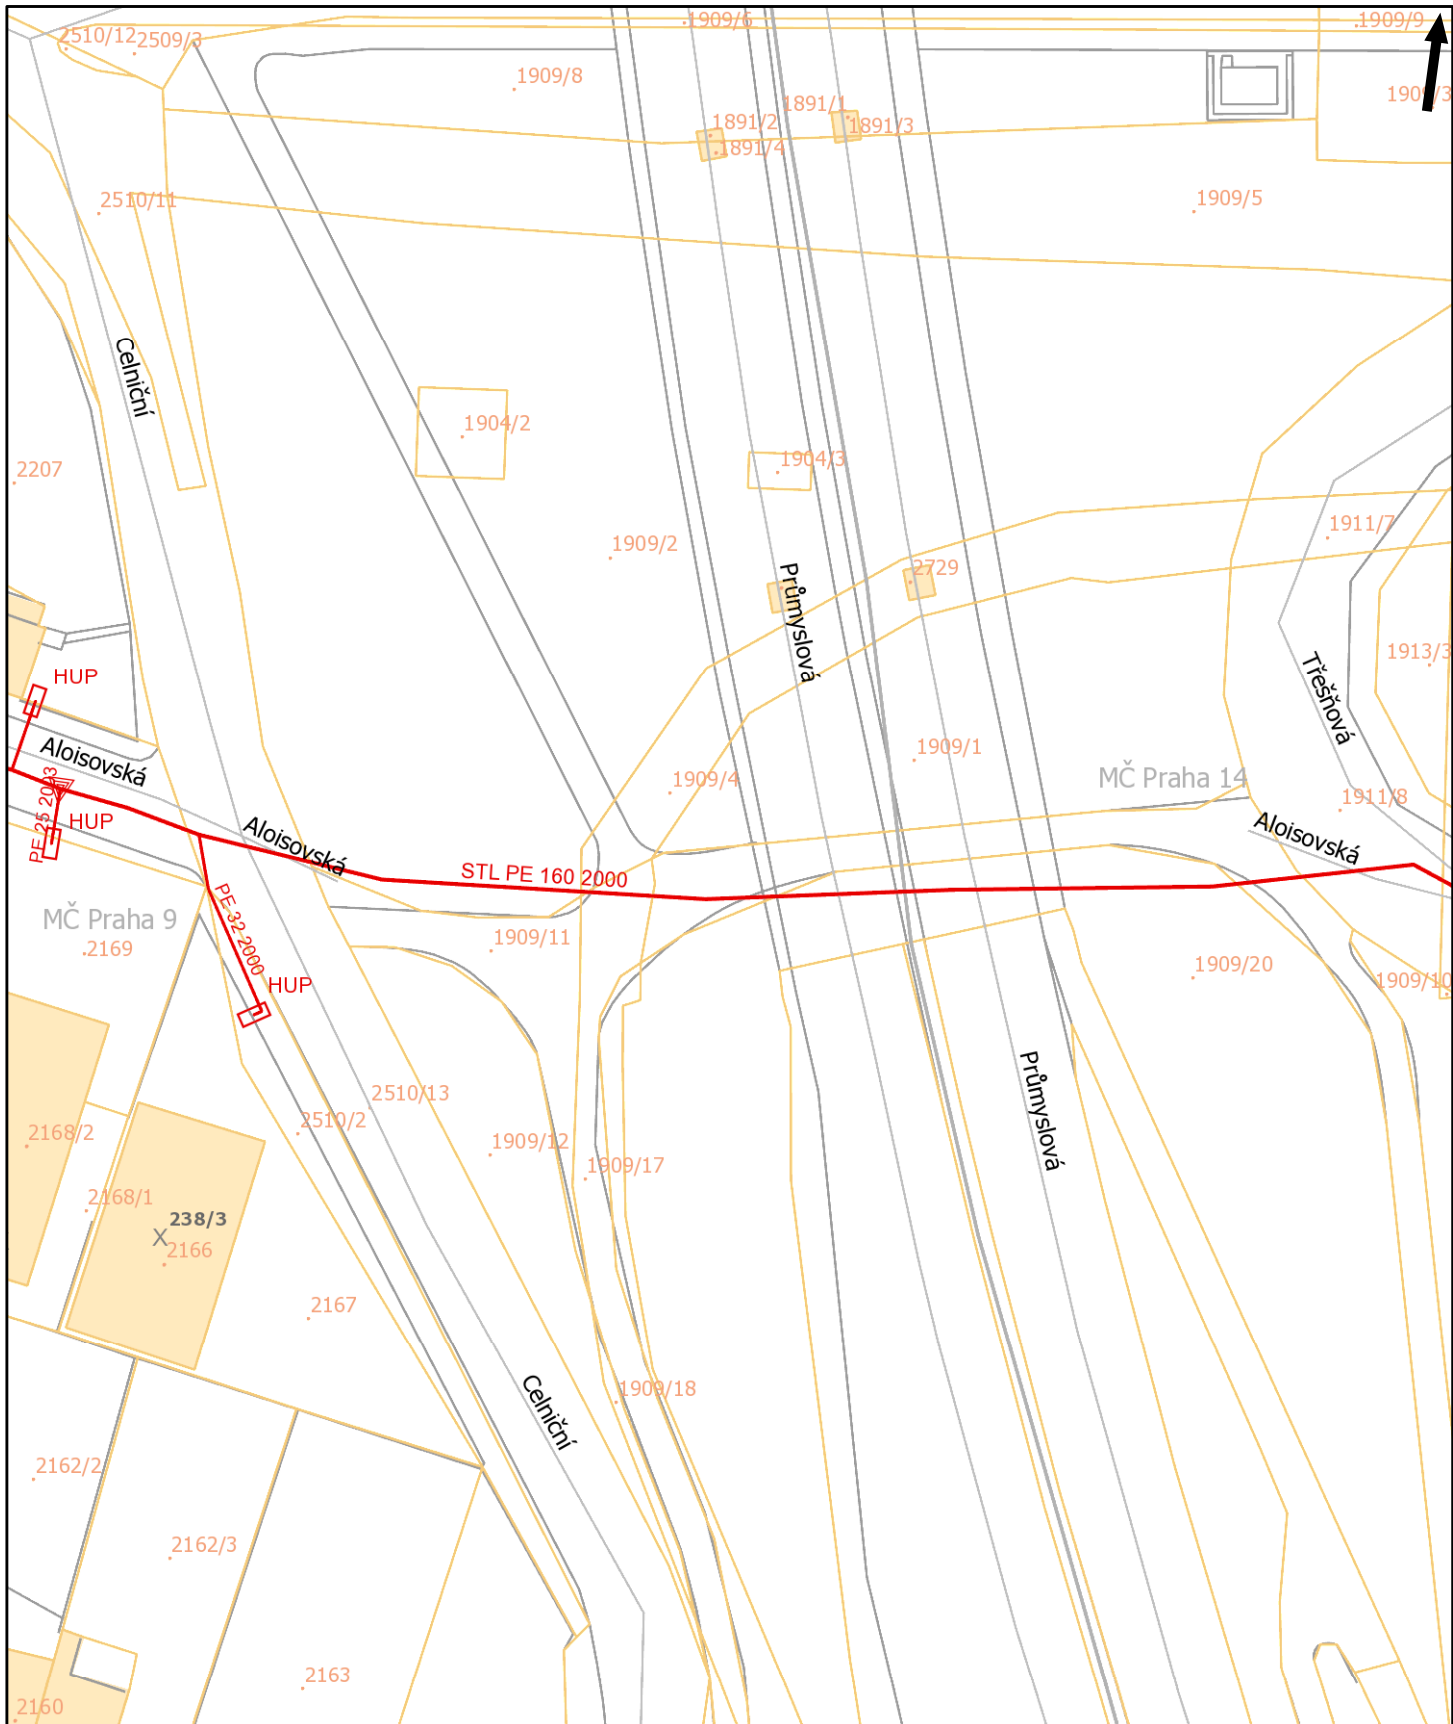 1909/6
1909/9
2510/12
2509/3
1909/8
1909/3
1891/1
1891/2
1891/3
1891/4
2510/11
1909/5
Celniční
1904/2
1904/3
2207
1911/7
1909/2
2729
Průmyslová
1913/3
Třešňová
HUP
Aloisovská
1909/1
MČ Praha 14
1909/4
1911/8
PE 25 2003
HUP
Aloisovská
Aloisovská
STL PE 160 2000
PE 32 2000
MČ Praha 9
2169
1909/11
1909/20
1909/10
HUP
Průmyslová
2510/13
2510/2
2168/2
1909/12
1909/17
2168/1
238/3
X
2166
2167
1909/18
Celniční
2162/2
2162/3
2163
2160